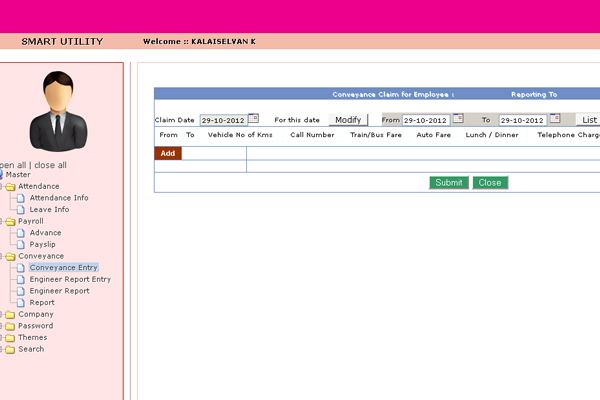 SMART UTILITY
Welcome :: KALAISELVAN K
Conveyance Claim for Employee : Reporting To
Claim Date 29-10-2012 For this date Modify From 29-10-2012 To 29-10-2012 List
From To Vehicle No of Kms Call Number Train/Bus Fare Auto Fare Lunch / Dinner Telephone Charg
Add
Submit Close
pen all | close all
Master
Attendance
Attendance Info
Leave Info
Payroll
Advance
Payslip
Conveyance
Conveyance Entry
Engineer Report Entry
Engineer Report
Report
Company
Password
Themes
Search